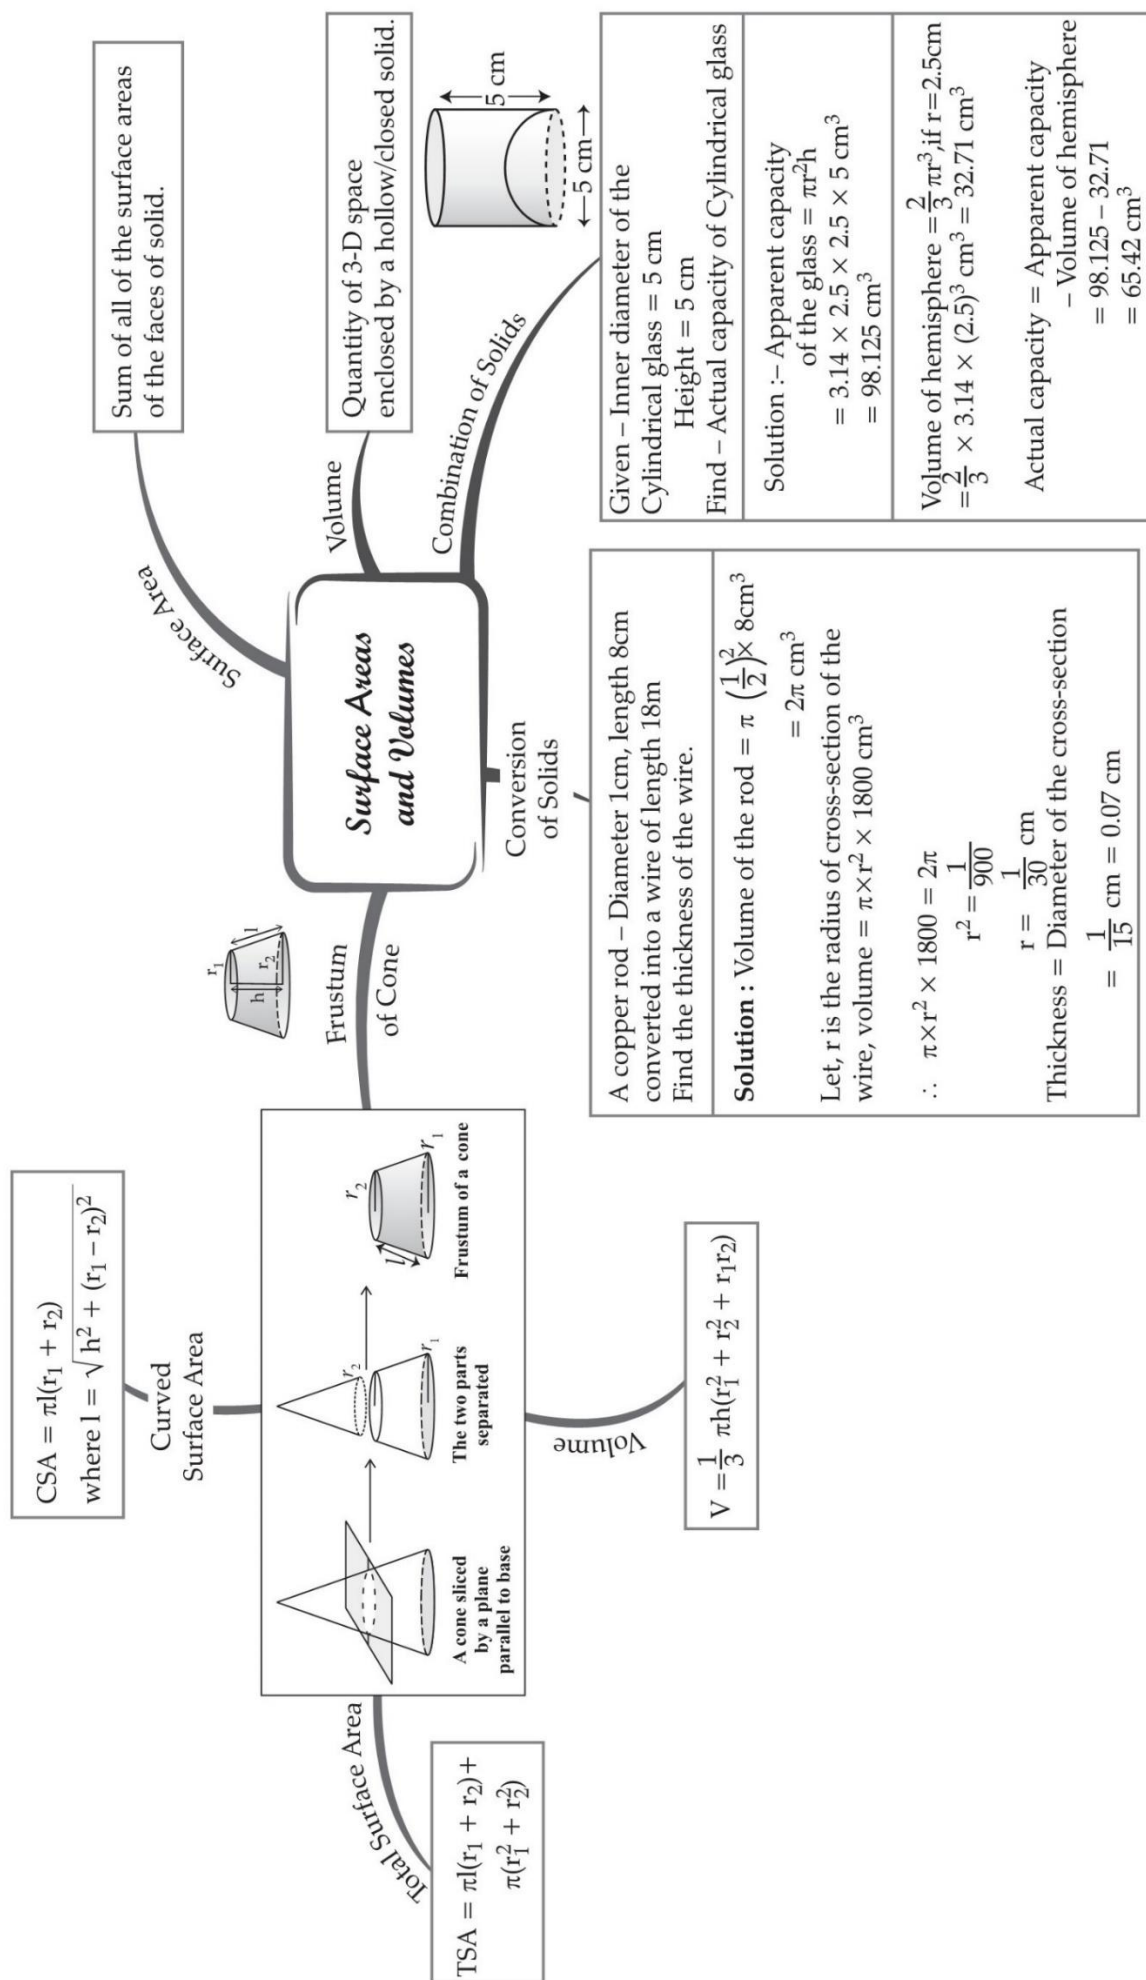 Surface Areas
and Volumes
Surface Area
Sum of all of the surface areas
of the faces of solid.
Volume
Quantity of 3-D space
enclosed by a hollow/closed solid.
Combination of Solids
5 cm
5 cm
Given – Inner diameter of the
Cylindrical glass = 5 cm
Height = 5 cm
Find – Actual capacity of Cylindrical glass
Solution :– Apparent capacity
of the glass = πr²h
= 3.14 × 2.5 × 2.5 × 5 cm³
= 98.125 cm³
Volume of hemisphere = 2/3 πr³, if r=2.5cm
= 2/3 × 3.14 × (2.5)³ cm³ = 32.71 cm³
Actual capacity = Apparent capacity
– Volume of hemisphere
= 98.125 – 32.71
= 65.42 cm³
Conversion
of Solids
A copper rod – Diameter 1cm, length 8cm
converted into a wire of length 18m
Find the thickness of the wire.
Solution : Volume of the rod = π (1/2)² × 8cm³
= 2π cm³
Let, r is the radius of cross-section of the
wire, volume = π×r² × 1800 cm³
∴ π×r² × 1800 = 2π
r² = 1/900
r = 1/30 cm
Thickness = Diameter of the cross-section
= 1/15 cm = 0.07 cm
Frustum
of Cone
r₁
l
h
r₂
A cone sliced
by a plane
parallel to base
r₂
r₁
The two parts
separated
r₂
l
r₁
Frustum of a cone
Curved
Surface Area
CSA = πl(r₁ + r₂)
where l = √h² + (r₁ – r₂)²
Volume
V = 1/3 πh(r₁² + r₂² + r₁r₂)
Total Surface Area
TSA = πl(r₁ + r₂)+
π(r₁² + r₂²)